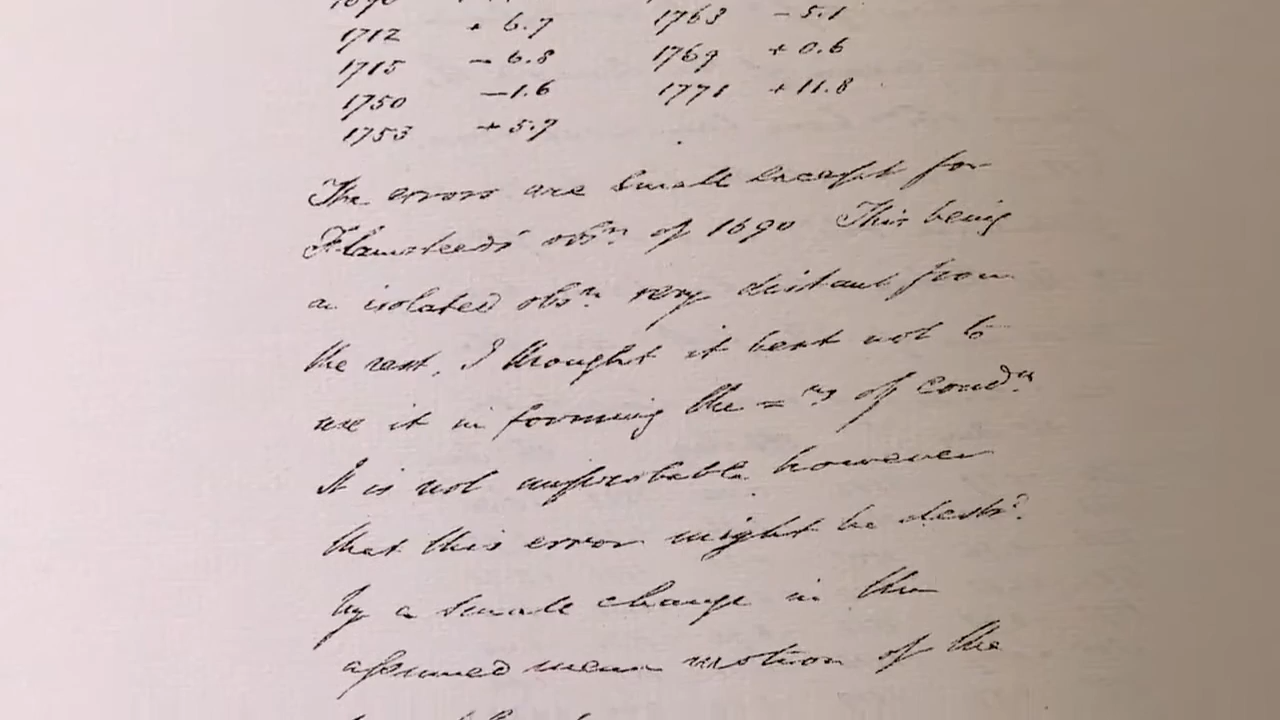 1712 + 6.7 1763 - 5.1
1715 - 6.8 1769 + 0.6
1750 - 1.6 1771 + 11.8
1753 + 5.7
The errors are small except for
Flamsteed's obsⁿ of 1690 This being
an isolated obsⁿ very distant from
the rest, I thought it best not to
use it in forming the =ⁿˢ of condⁿ
It is not improbable however
that this error might be destᵈ
by a small change in the
assumed mean motion of the